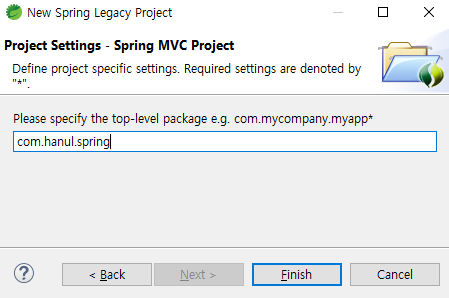 New Spring Legacy Project
Project Settings - Spring MVC Project
Define project specific settings. Required settings are denoted by
"*".
Please specify the top-level package e.g. com.mycompany.myapp*
com.hanul.spring
? < Back Next > Finish Cancel